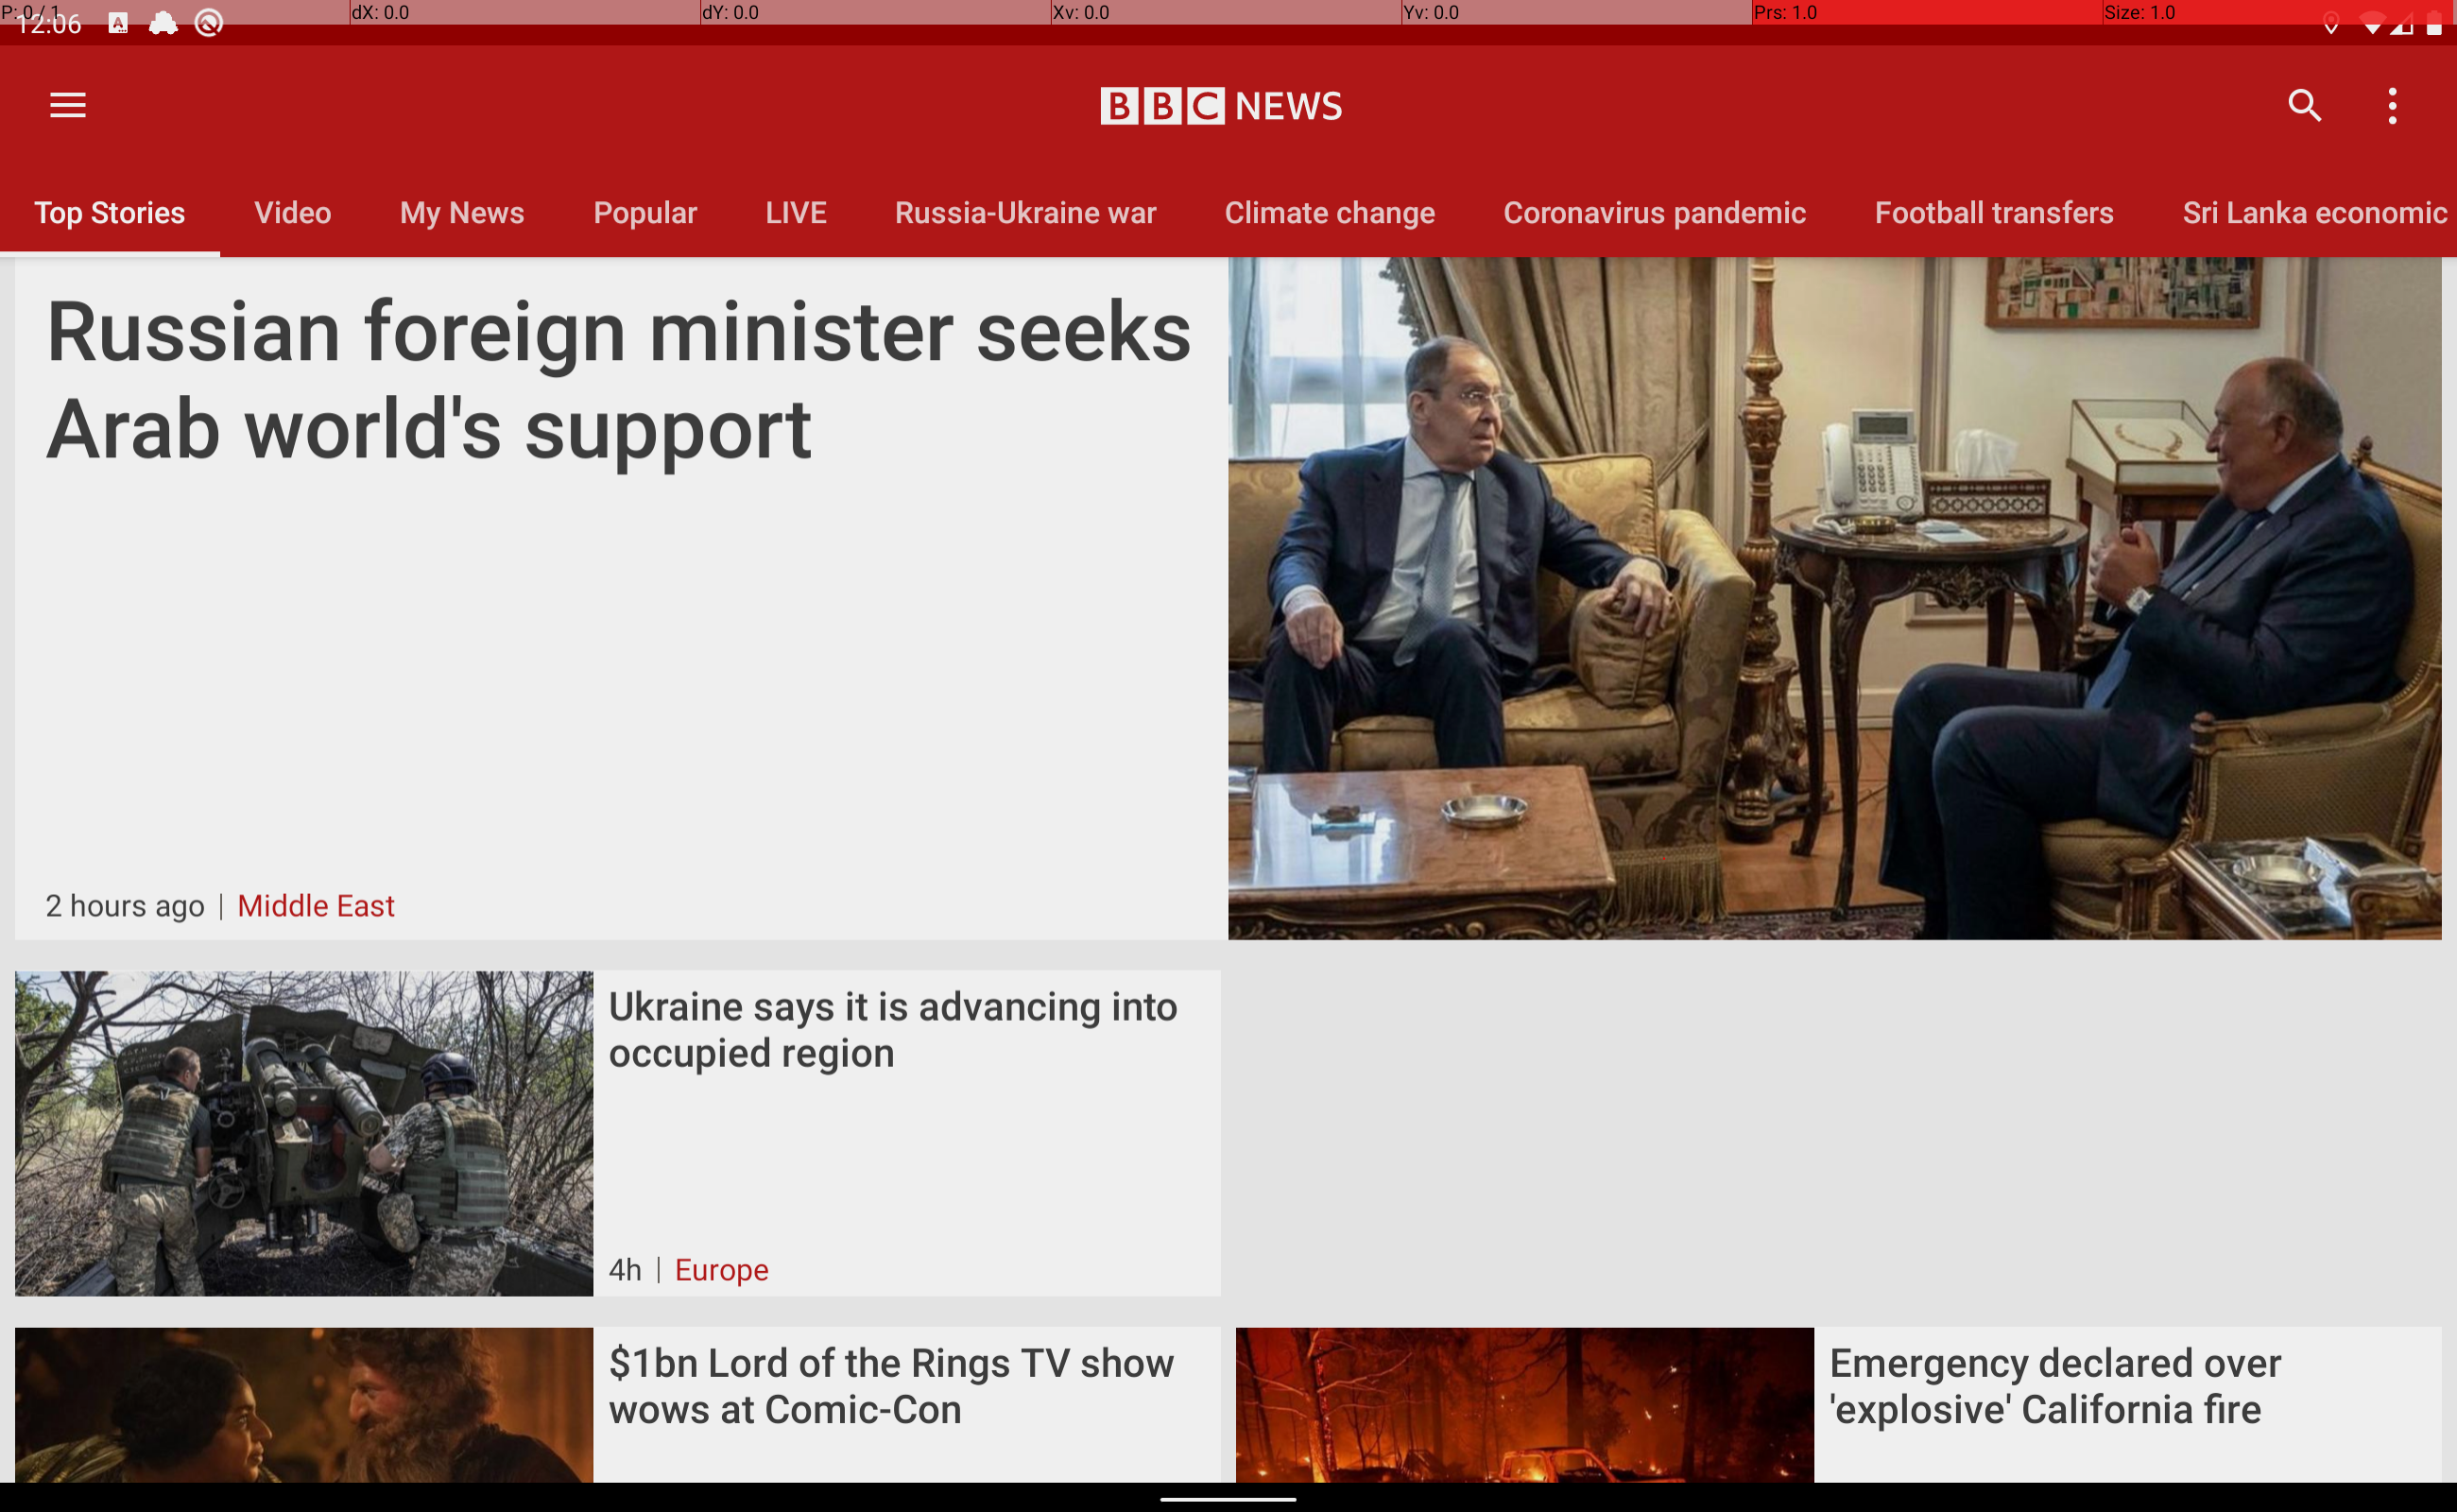 P: 0 / 1
dX: 0.0
dY: 0.0
Xv: 0.0
Yv: 0.0
Prs: 1.0
Size: 1.0
12:06
BBC NEWS
Top Stories
Video
My News
Popular
LIVE
Russia-Ukraine war
Climate change
Coronavirus pandemic
Football transfers
Sri Lanka economic
Russian foreign minister seeks
Arab world's support
2 hours ago | Middle East
Ukraine says it is advancing into
occupied region
4h | Europe
$1bn Lord of the Rings TV show
wows at Comic-Con
Emergency declared over
'explosive' California fire